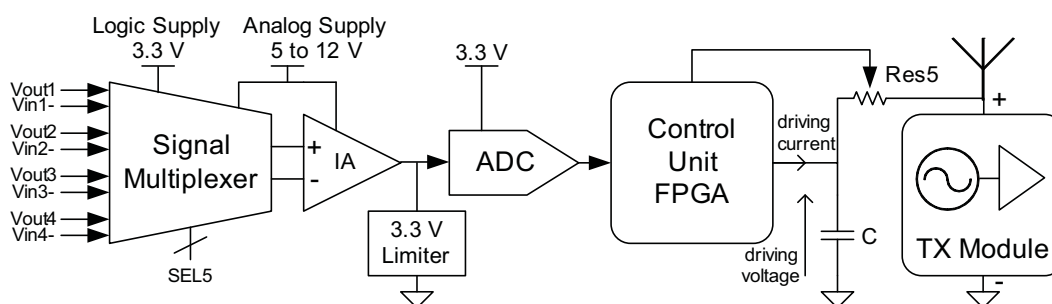 Logic Supply
3.3 V
Analog Supply
5 to 12 V
3.3 V
Vout1
Vin1-
Vout2
Vin2-
Vout3
Vin3-
Vout4
Vin4-
Signal
Multiplexer
SEL5
+
-
IA
3.3 V
Limiter
ADC
Control
Unit
FPGA
driving
current
driving
voltage
C
Res5
+
TX Module
-